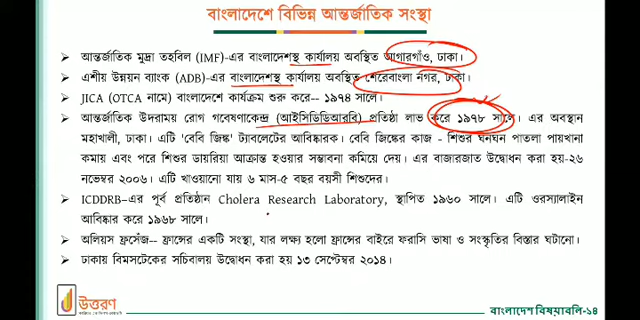 বাংলাদেশে বিভিন্ন আন্তর্জাতিক সংস্থা
আন্তর্জাতিক মুদ্রা তহবিল (IMF)-এর বাংলাদেশস্থ কার্যালয় অবস্থিত আগারগাঁও, ঢাকা।
এশীয় উন্নয়ন ব্যাংক (ADB)-এর বাংলাদেশস্থ কার্যালয় অবস্থিত শেরেবাংলা নগর, ঢাকা।
JICA (OTCA নামে) বাংলাদেশে কার্যক্রম শুরু করে-- ১৯৭৪ সালে।
আন্তর্জাতিক উদরাময় রোগ গবেষণাকেন্দ্র (আইসিডিডিআরবি) প্রতিষ্ঠা লাভ করে ১৯৭৮ সালে। এর অবস্থান
মহাখালী, ঢাকা। এটি 'বেবি জিঙ্ক' ট্যাবলেটের আবিষ্কারক। বেবি জিঙ্কের কাজ - শিশুর ঘনঘন পাতলা পায়খানা
কমায় এবং পরে শিশুর ডায়রিয়া আক্রান্ত হওয়ার সম্ভাবনা কমিয়ে দেয়। এর বাজারজাত উদ্বোধন করা হয়-২৬
নভেম্বর ২০০৬। এটি খাওয়ানো যায় ৬ মাস-৫ বছর বয়সী শিশুদের।
ICDDRB-এর পূর্ব প্রতিষ্ঠান Cholera Research Laboratory, স্থাপিত ১৯৬০ সালে। এটি ওরস্যালাইন
আবিষ্কার করে ১৯৬৮ সালে।
অলিয়স ফ্রসেঁজ-- ফ্রান্সের একটি সংস্থা, যার লক্ষ্য হলো ফ্রান্সের বাইরে ফরাসি ভাষা ও সংস্কৃতির বিস্তার ঘটানো।
ঢাকায় বিমসটেকের সচিবালয় উদ্বোধন করা হয় ১৩ সেপ্টেম্বর ২০১৪।
উত্তরণ
বাংলাদেশ বিষয়াবলি-১৪